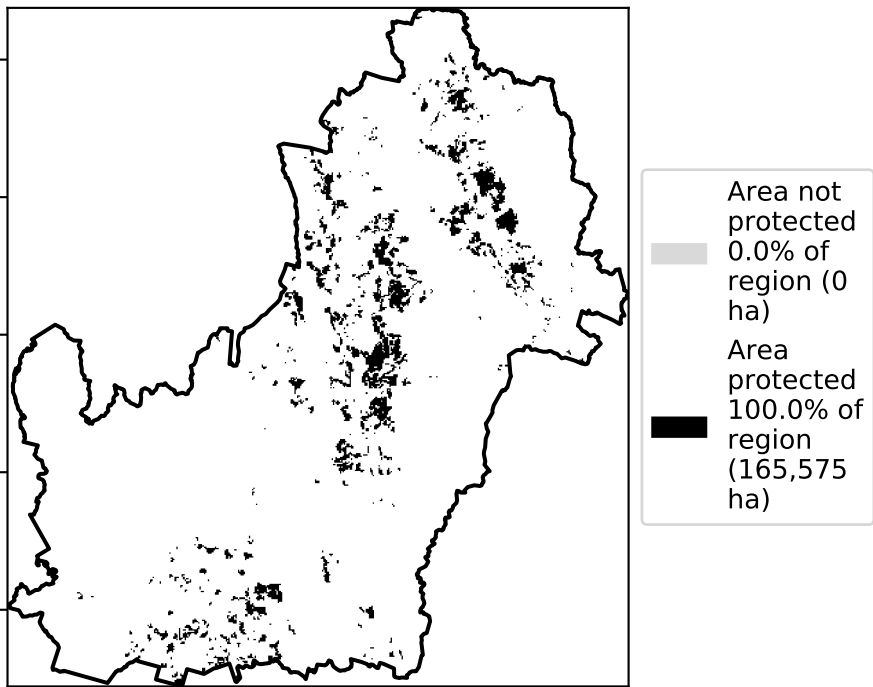 Area not
protected
0.0% of
region (0
ha)
Area
protected
100.0% of
region
(165,575
ha)